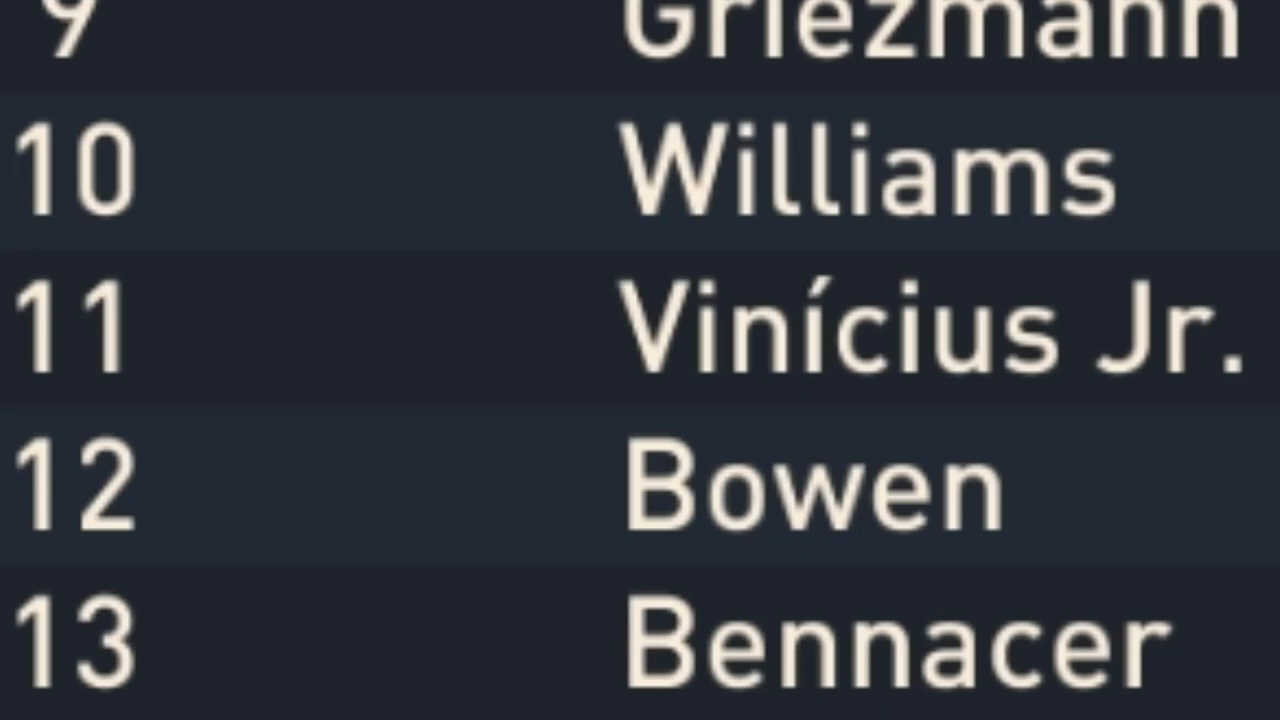 9 Griezmann
10 Williams
11 Vinícius Jr.
12 Bowen
13 Bennacer